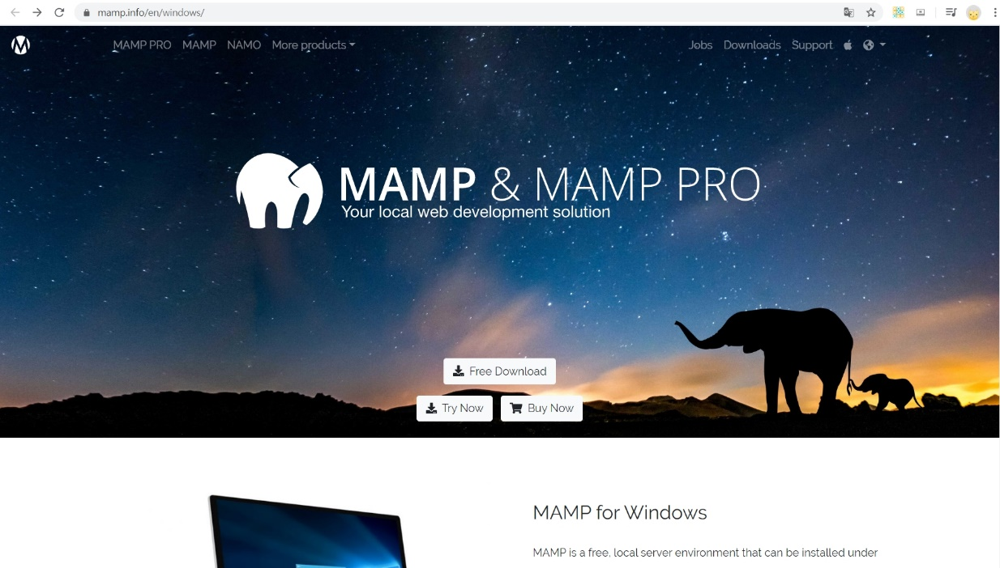 mamp.info/en/windows/
MAMP PRO MAMP NAMO More products Jobs Downloads Support
MAMP & MAMP PRO
Your local web development solution
Free Download
Try Now Buy Now
MAMP for Windows
MAMP is a free, local server environment that can be installed under